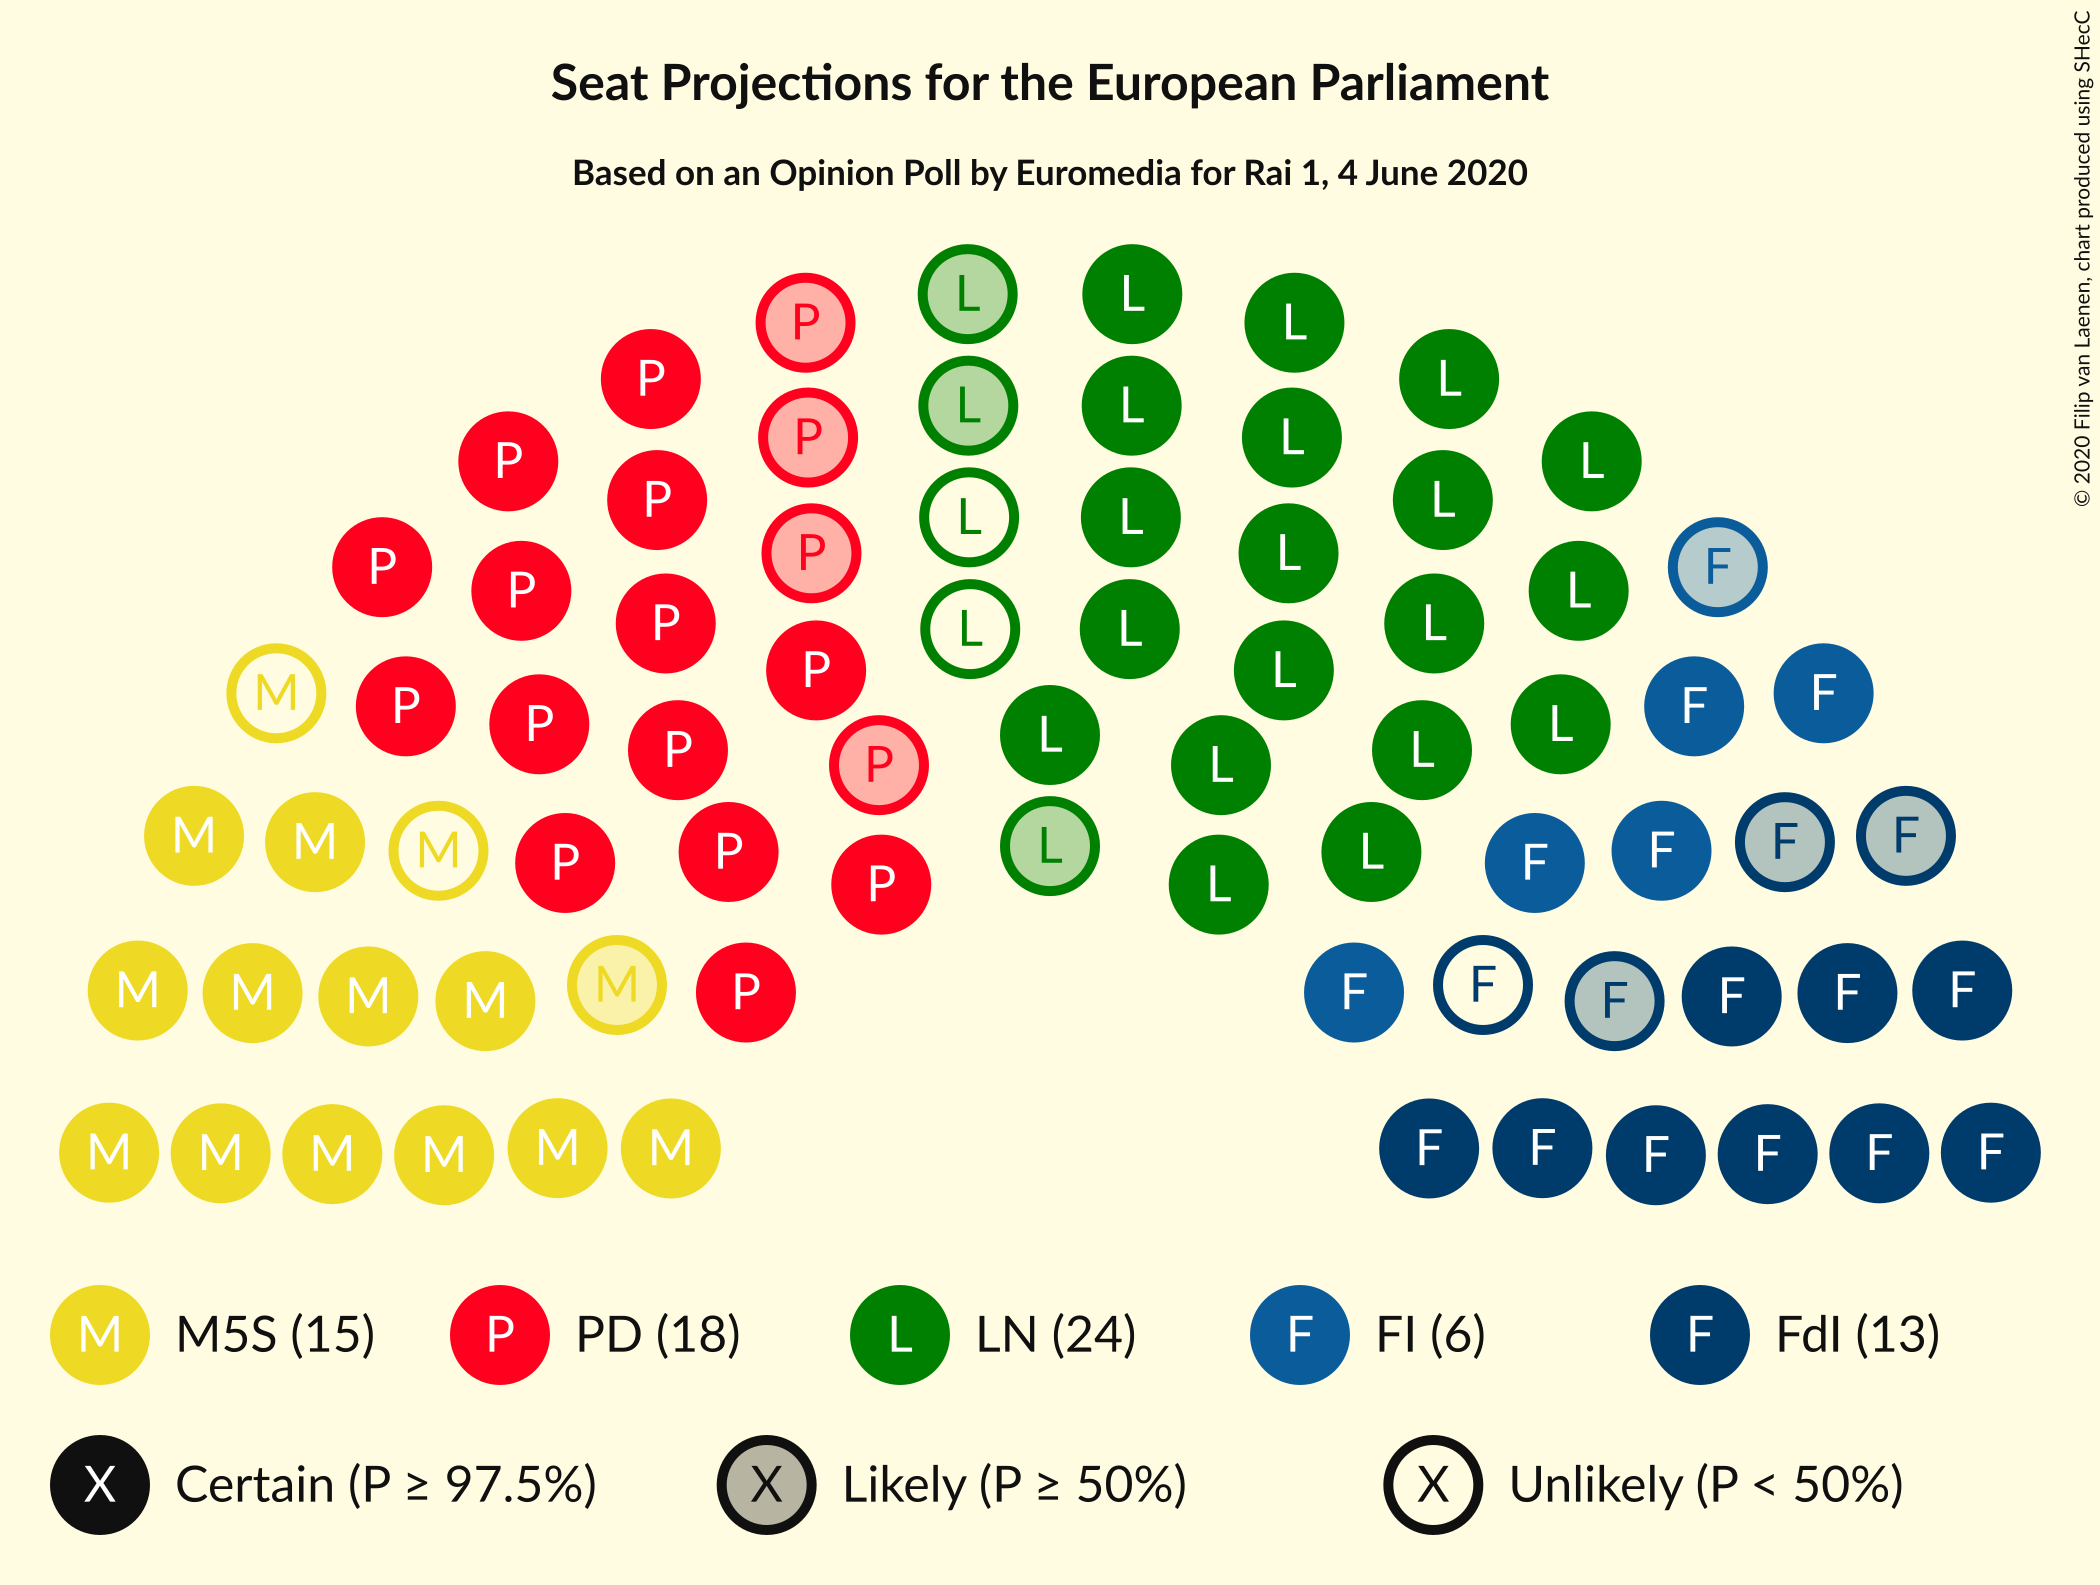 Seat Projections for the European Parliament
Based on an Opinion Poll by Euromedia for Rai 1, 4 June 2020
© 2020 Filip van Laenen, chart produced using SHecC
L L
P L
P L
L L
P P L L
P L
P L
P L L L
P L
P P L L F
P P L L
L L
P P L L
M F
P F
P L
P L
L
P L
M M F F
L
M P P L F F
P L
M M M M M P F F F F F F
M M M M M M F F F F F F
M M5S (15) P PD (18) L LN (24) F FI (6) F FdI (13)
X Certain (P ≥ 97.5%) X Likely (P ≥ 50%) X Unlikely (P < 50%)